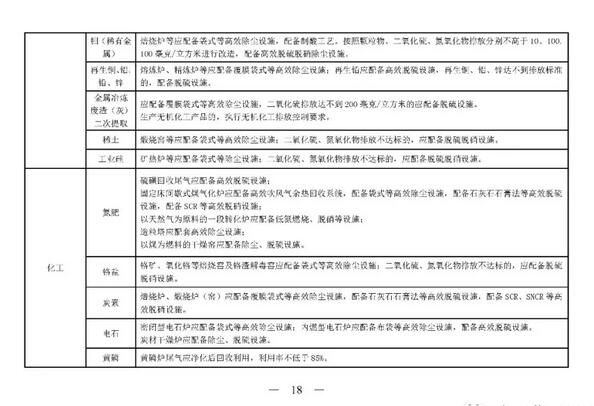 钼（稀有金
属）
焙烧炉等应配备袋式等高效除尘设施，配备制酸工艺。按照颗粒物、二氧化硫、氮氧化物排放分别不高于10、100、
100毫克/立方米进行改造，配备高效脱硫除尘设施。
再生铜、铝、
铅、锌
熔炼炉、精炼炉等应配备覆膜袋式等高效除尘设施；再生铅应配备高效脱硫设施，再生铜、铝、锌达不到排放标准
的，配备脱硫设施。
金属冶炼
废渣（灰）
二次提取
应配备覆膜袋式等高效除尘设施，二氧化硫排放达不到200毫克/立方米的应配备脱硫设施。
生产无机化工产品的，执行无机化工排放控制要求。
稀土
煅烧窑等应配备袋式等高效除尘设施；二氧化硫、氮氧化物排放不达标的，应配备脱硫脱硝设施。
工业硅
矿热炉等应配备袋式等除尘设施；二氧化硫、氮氧化物排放不达标的，应配备脱硫脱硝设施。
化工
氮肥
硫磺回收尾气应配备高效脱硫设施；
固定床间歇式煤气化炉应配备高效吹风气余热回收系统，配备袋式等高效除尘设施，配备石灰石石膏法等高效脱硫
设施，配备SCR等高效脱硝设施；
以天然气为原料的一段转化炉应配备低氮燃烧、脱硝等设施；
造粒塔应配套高效除尘设施；
以煤为燃料的干燥窑应配备除尘、脱硫设施。
铬盐
铬矿、氧化铬等焙烧窑及铬渣解毒窑应配备袋式等高效除尘设施；二氧化硫、氮氧化物排放不达标的，应配备脱硫
脱硝设施。
炭素
焙烧炉、煅烧炉（窑）应配备覆膜袋式等高效除尘设施，配备石灰石石膏法等高效脱硫设施，配备SCR、SNCR等高
效脱硝设施。
电石
密闭型电石炉应配备袋式等高效除尘设施；内燃型电石炉应配备布袋等高效除尘设施，配备高效脱硫设施。
炭材干燥炉应配备除尘、脱硫设施。
黄磷
黄磷炉尾气应净化后回收利用，利用率不低于85%。
— 18 —